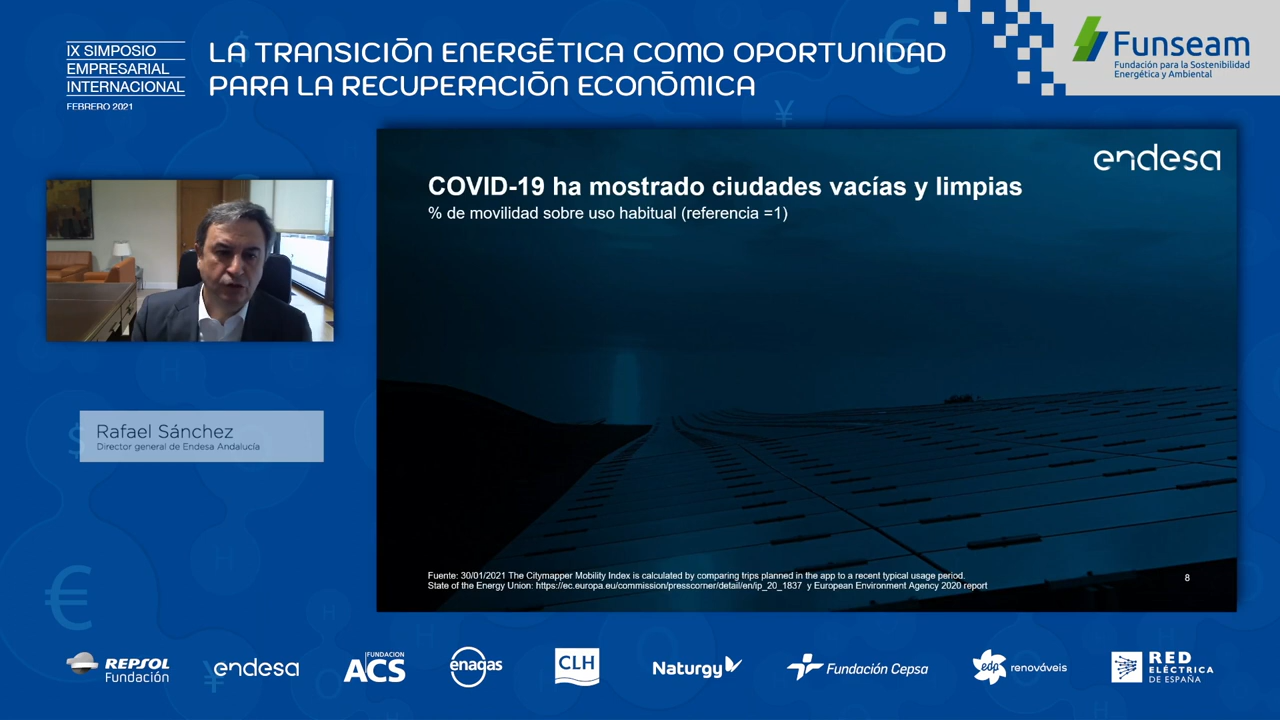 IX SIMPOSIO
EMPRESARIAL
INTERNACIONAL
FEBRERO 2021
LA TRANSICIÓN ENERGÉTICA COMO OPORTUNIDAD
PARA LA RECUPERACIÓN ECONÓMICA
Funseam
Fundación para la Sostenibilidad
Energética y Ambiental
endesa
COVID-19 ha mostrado ciudades vacías y limpias
% de movilidad sobre uso habitual (referencia =1)
Rafael Sánchez
Director general de Endesa Andalucía
Fuente: 30/01/2021 The Citymapper Mobility Index is calculated by comparing trips planned in the app to a recent typical usage period.
State of the Energy Union: https://ec.europa.eu/commission/presscorner/detail/en/ip_20_1837 y European Environment Agency 2020 report
8
REPSOL
Fundación
endesa
FUNDACION
ACS
enagas
CLH
Naturgy
Fundación Cepsa
edp renováveis
RED
ELÉCTRICA
DE ESPAÑA